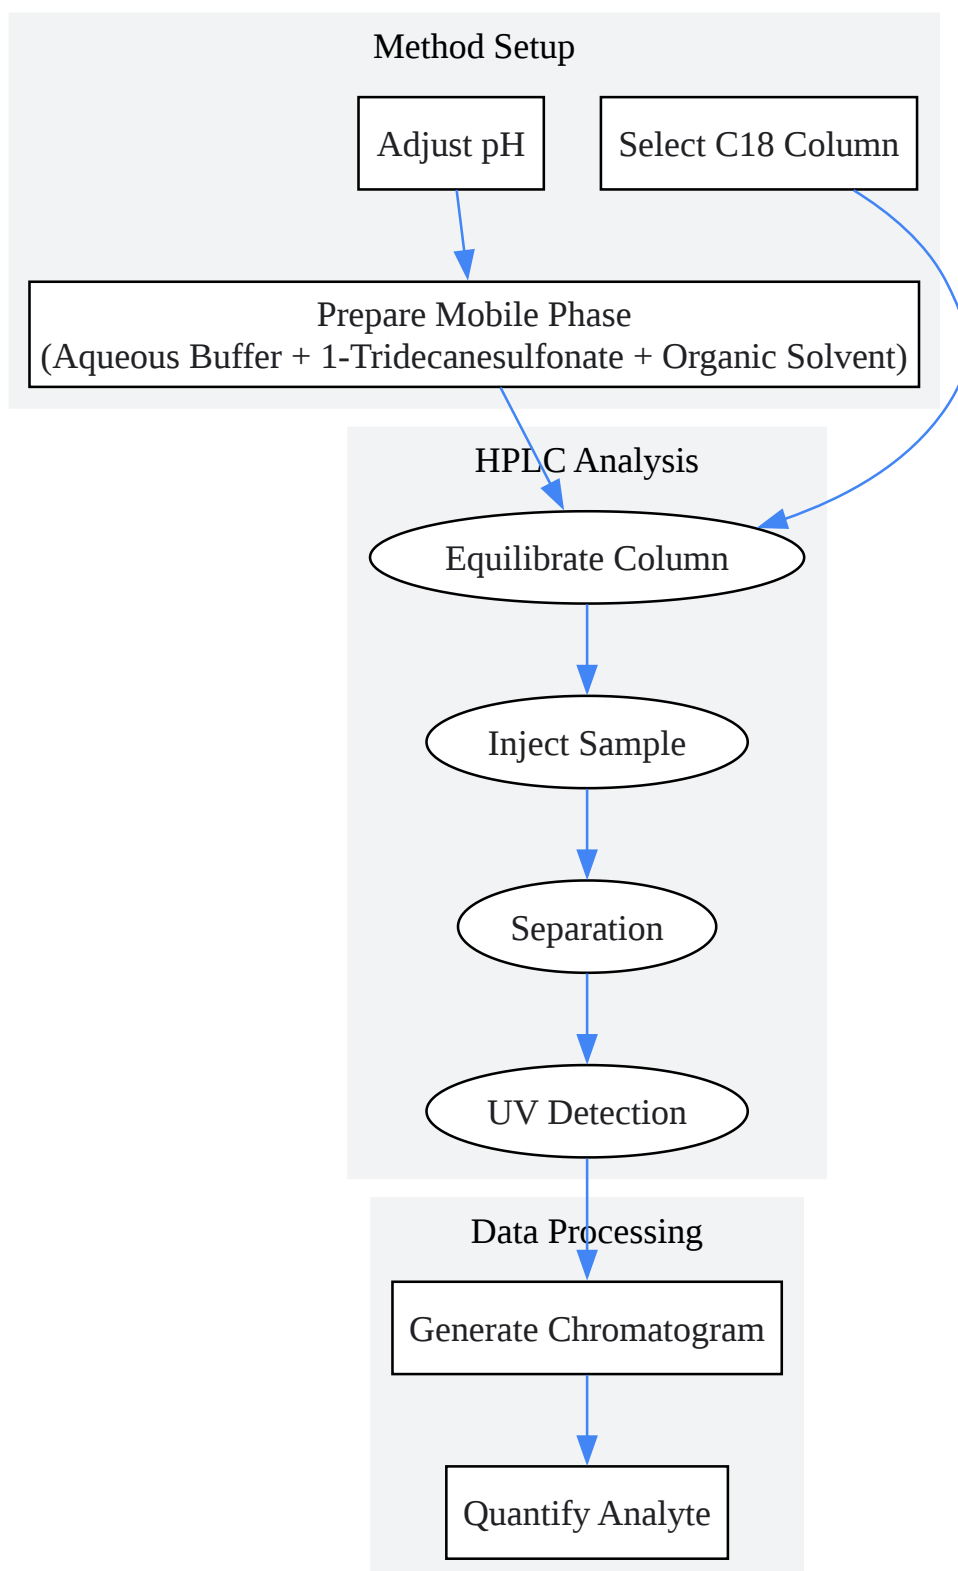 Method Setup
Adjust pH
Select C18 Column
Prepare Mobile Phase
(Aqueous Buffer + 1-Tridecanesulfonate + Organic Solvent)
HPLC Analysis
Equilibrate Column
Inject Sample
Separation
UV Detection
Data Processing
Generate Chromatogram
Quantify Analyte